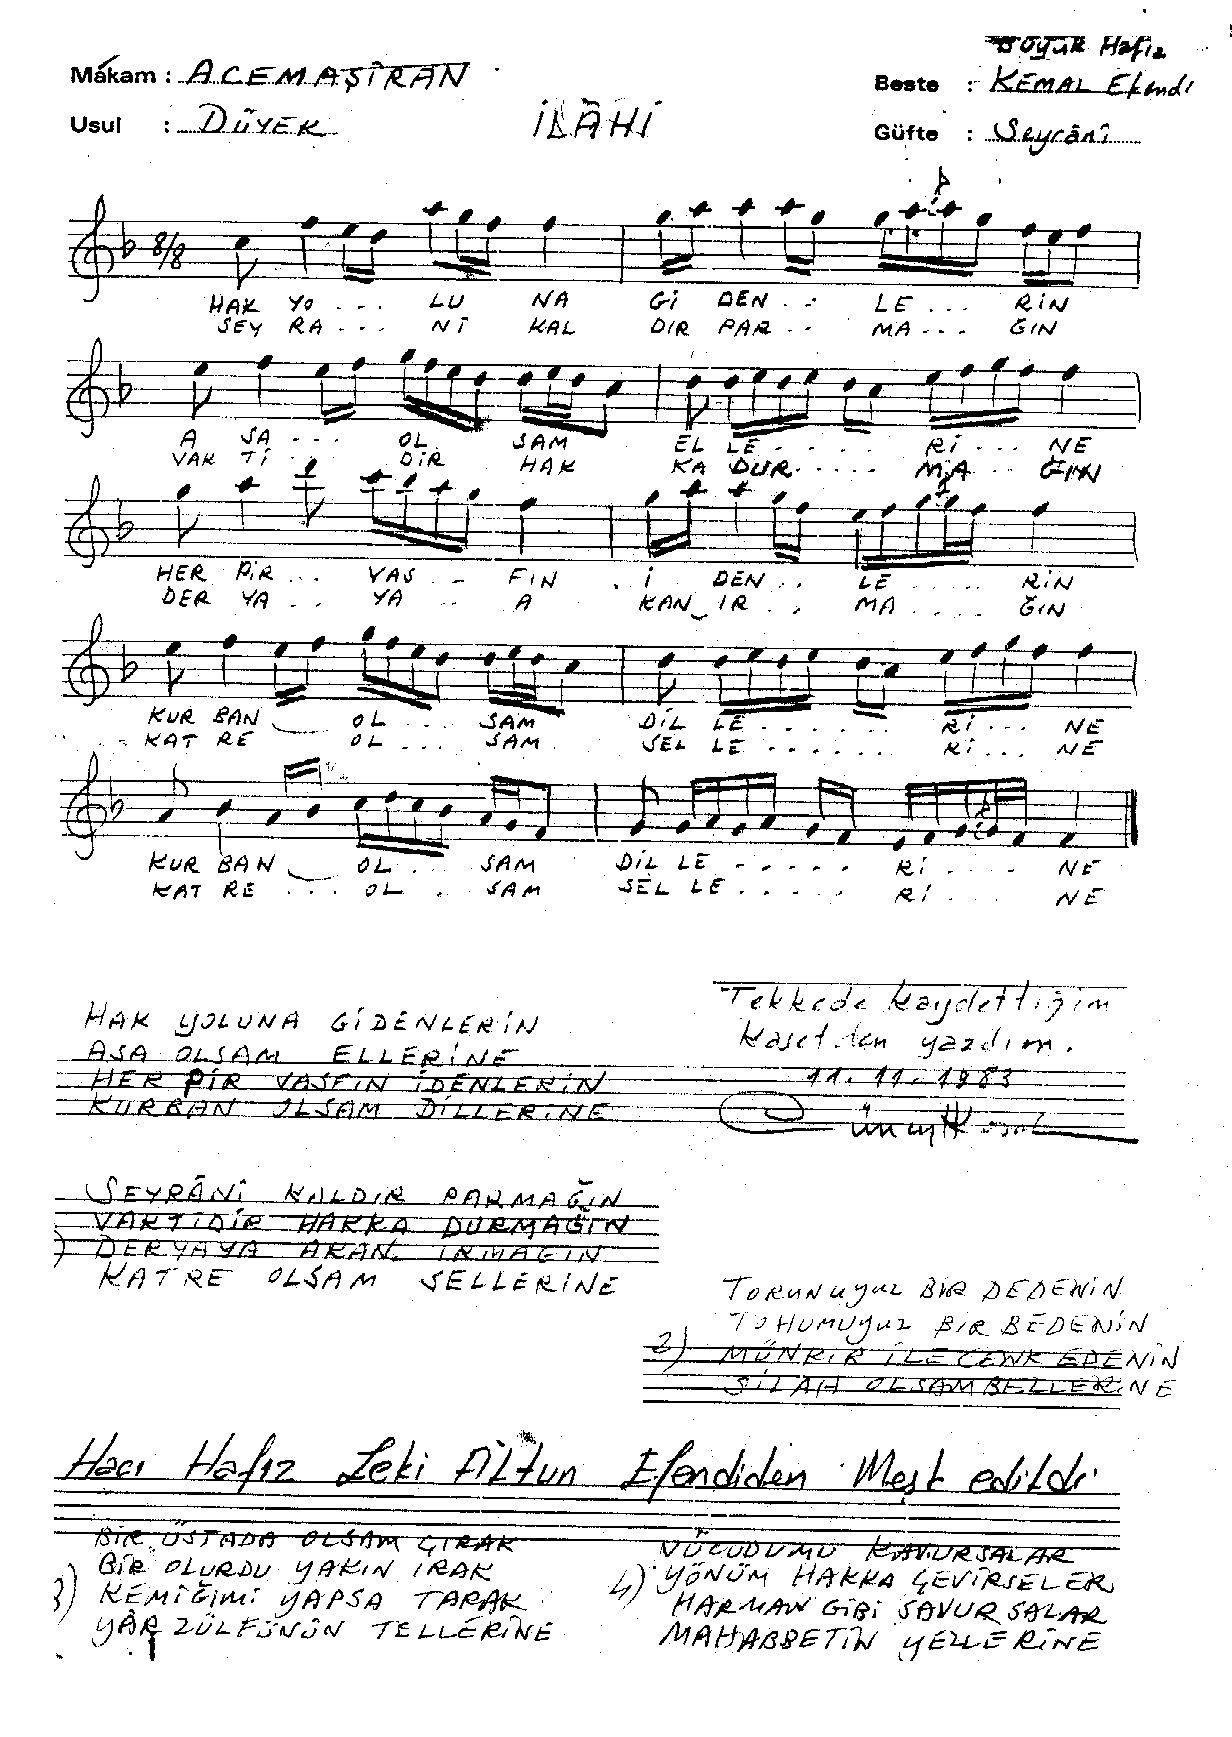 Mâkam : ACEMAŞÎRAN
Usul : DÜYEK
İLÂHİ
BÜYÜK Hafız
Beste : KEMAL Efendi
Güfte : Seyrânî
8/8
HAK YO . . . LU NA Gİ DEN . . LE . . . RİN
SEY RA . . . Nİ KAL DIR PAR . . MA . . . GIN
A SA . . . OL SAM EL LE . . . . . Rİ . . . NE
VAK Tİ . . . DİR HAK KA DUR . . . . . MA . . . ĞIN
HER PİR . . . VAS . . FIN . İ DEN . . LE . . . . . RİN
DER YA . . YA . . A KAN IR . . MA . . . . ĞIN
KUR BAN OL . . . SAM DİL LE . . . . . . Rİ . . . NE
KAT RE OL . . . SAM . SEL LE . . . . . . Rİ . . . NE
KUR BAN OL . . SAM DİL LE . . . . . Rİ . . . . NE
KAT RE . . . OL . SAM SEL LE . . . . . Rİ . . . NE
HAK YOLUNA GİDENLERİN
ASA OLSAM ELLERİNE
HER PİR VASFIN İDENLERİN
KURBAN OLSAM DİLLERİNE
Tekkede kaydettiğim
kasetden yazdım.
11.11.1983
SEYRÂNİ KALDIR PARMAĞIN
VAKTİDİR HAKKA DURMAĞIN
DERYAYA AKAN IRMAGIN
KATRE OLSAM SELLERİNE
TORUNUyuz BİR DEDENİN
TOHUMUyuz BİR BEDENİN
2) MÜNKİR İLE CENK EDENİN
SİLAH OLSAM BELLERİNE
Hacı Hafız Zeki Altun Efendiden Meşk edildi
BİR ÜSTADA OLSAM ÇIRAK
BİR OLURDU YAKIN IRAK
3) KEMİĞİMİ YAPSA TARAK
YÂR ZÜLFÜNÜN TELLERİNE
VÜCUDUMU KAVURSALAR
4) YÖNÜM HAKKA ÇEVİRSELER
HARMAN GİBİ SAVURSALAR
MAHABBETİN YELLERİNE